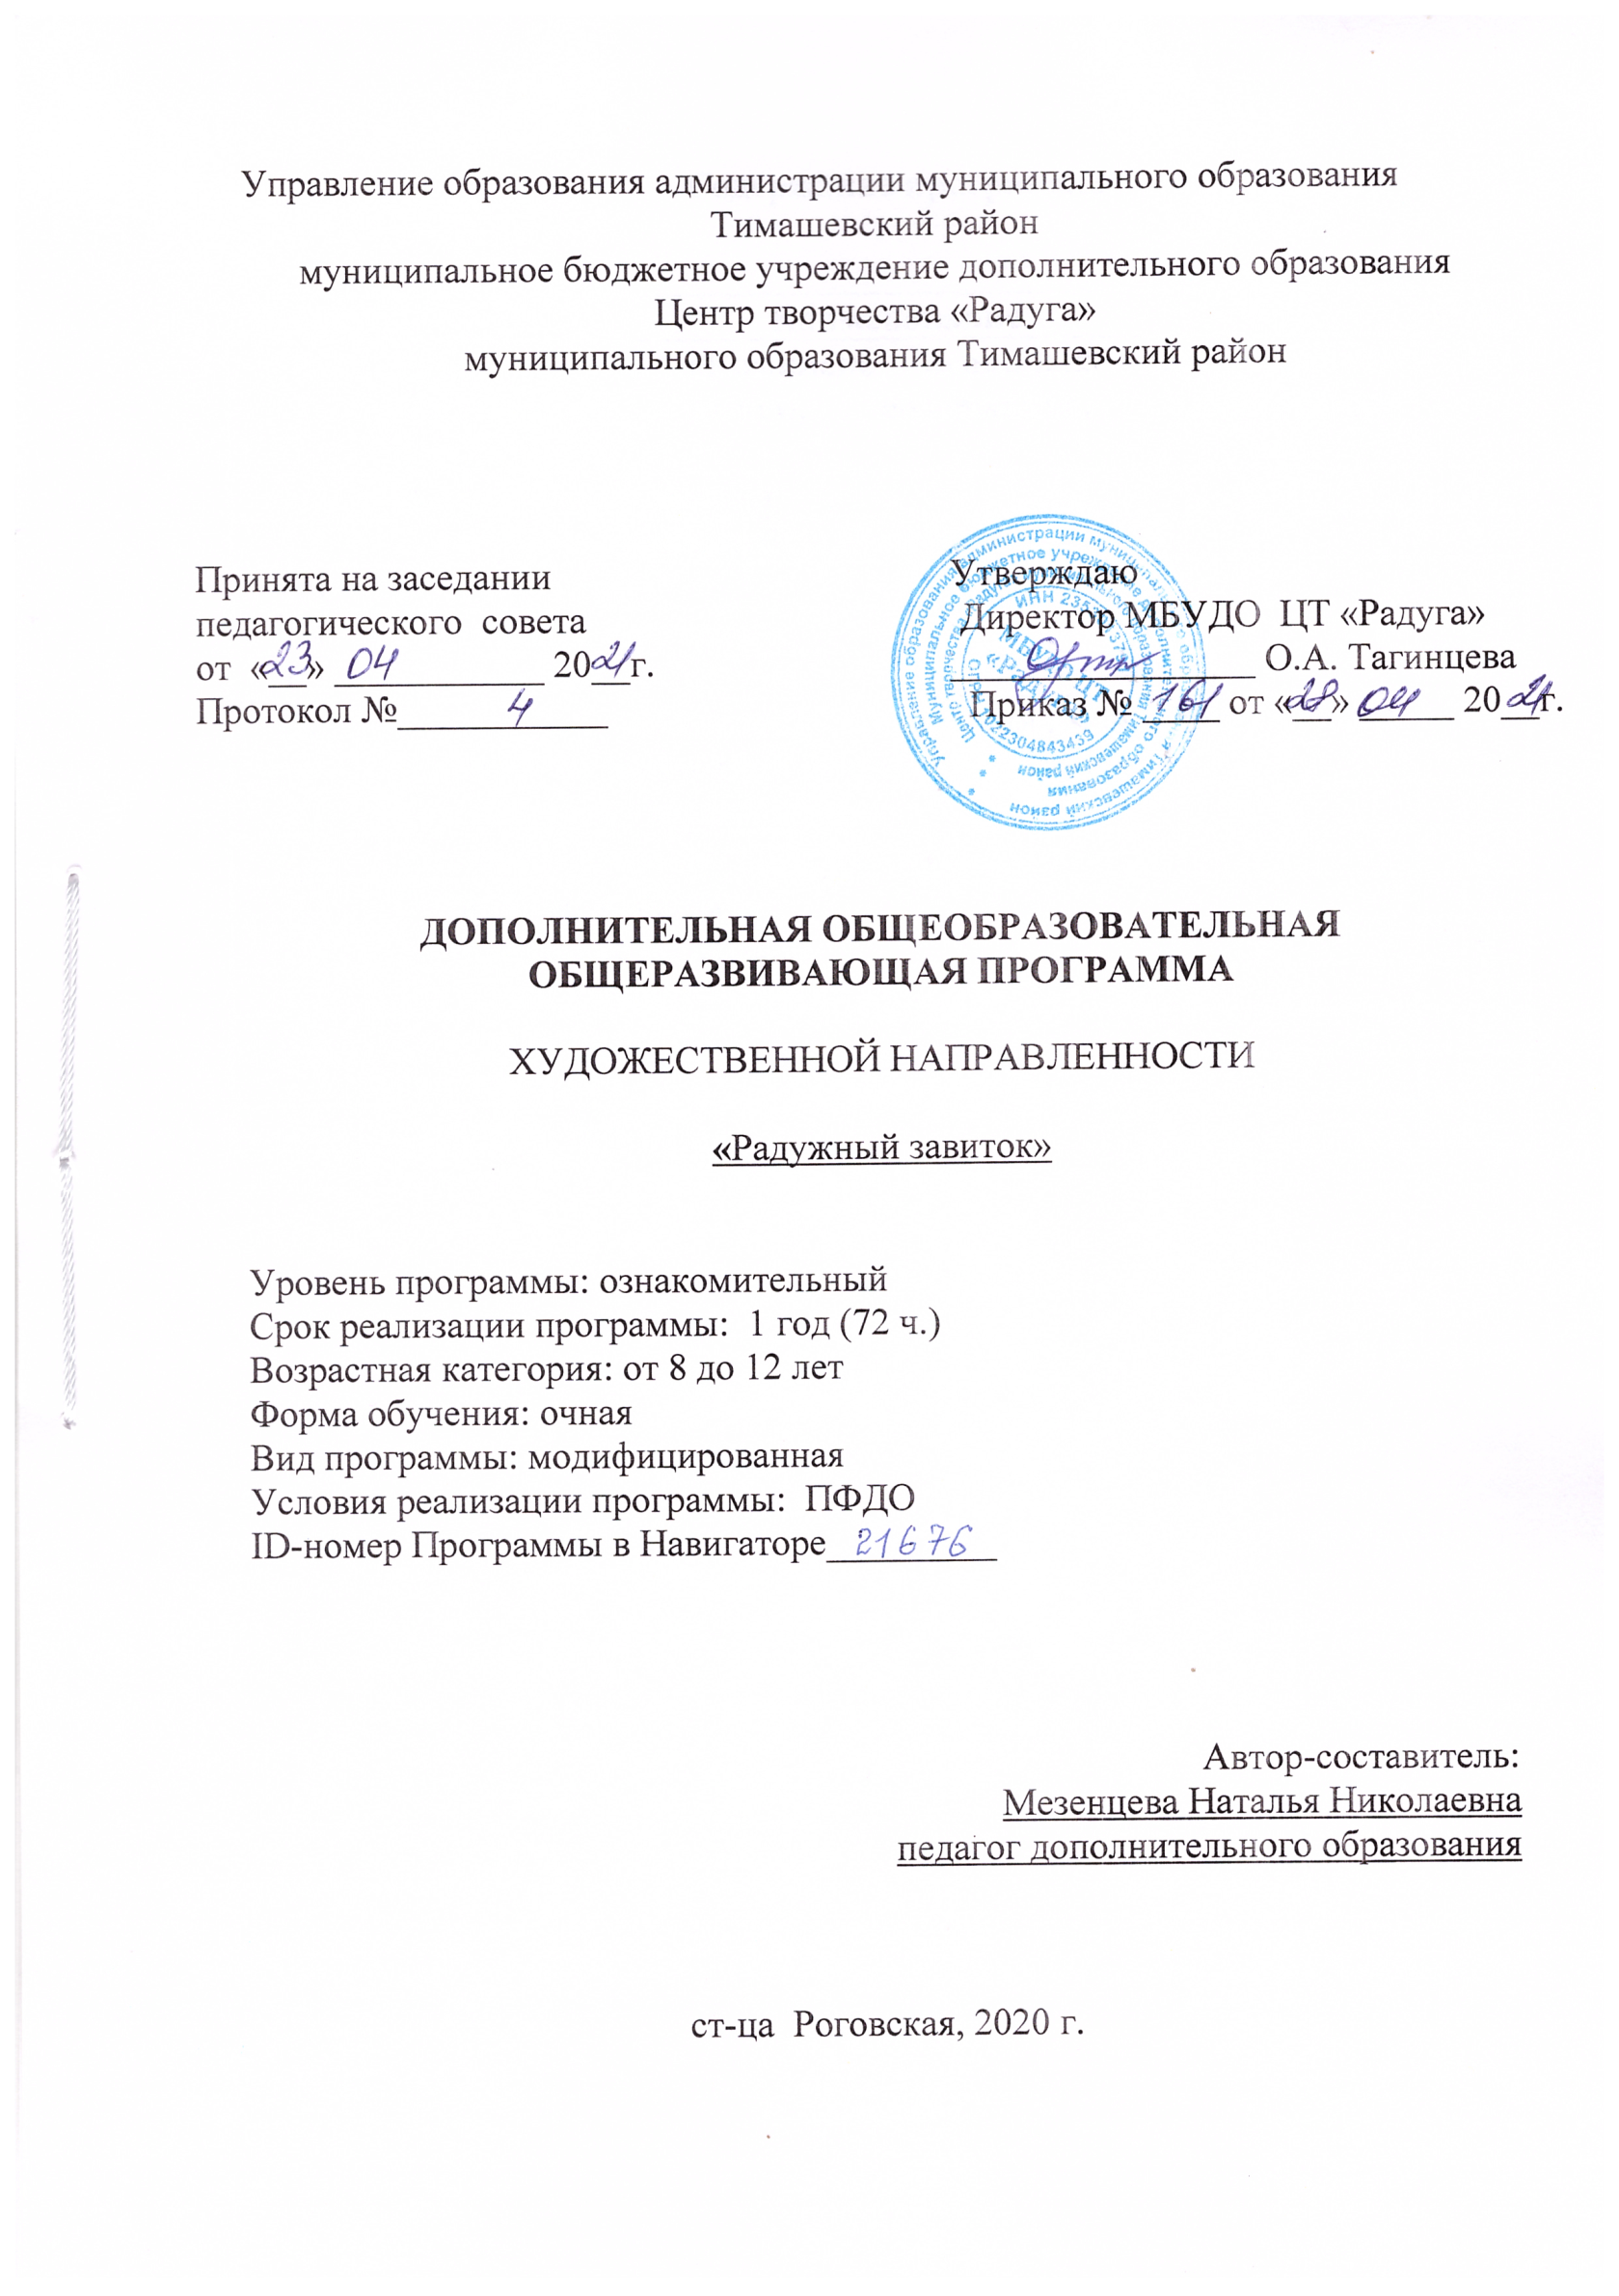 Управление образования администрации муниципального образования
Тимашевский район
муниципальное бюджетное учреждение дополнительного образования
Центр творчества «Радуга»
муниципального образования Тимашевский район
Принята на заседании
педагогического совета
от «23» 04 2021г.
Протокол № 4
Утверждаю
Директор МБУДО ЦТ «Радуга»
О.А. Тагинцева
Приказ № 161 от «28» 04 2021г.
ДОПОЛНИТЕЛЬНАЯ ОБЩЕОБРАЗОВАТЕЛЬНАЯ
ОБЩЕРАЗВИВАЮЩАЯ ПРОГРАММА
ХУДОЖЕСТВЕННОЙ НАПРАВЛЕННОСТИ
«Радужный завиток»
Уровень программы: ознакомительный
Срок реализации программы: 1 год (72 ч.)
Возрастная категория: от 8 до 12 лет
Форма обучения: очная
Вид программы: модифицированная
Условия реализации программы: ПФДО
ID-номер Программы в Навигаторе 21676
Автор-составитель:
Мезенцева Наталья Николаевна
педагог дополнительного образования
ст-ца Роговская, 2020 г.